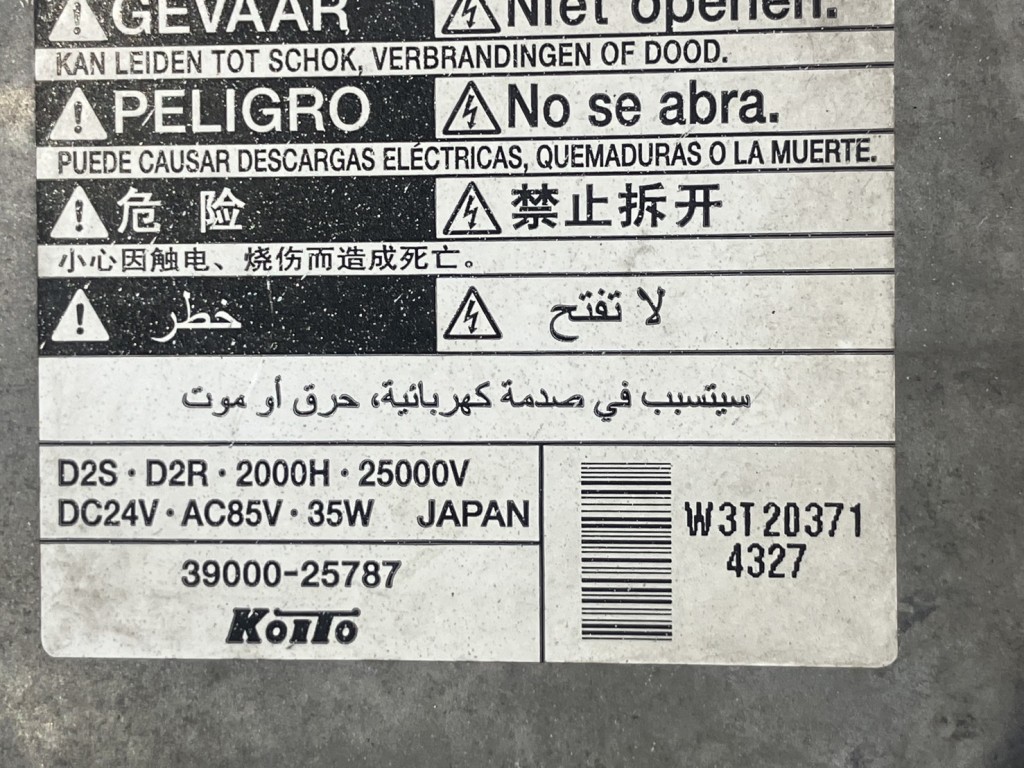 GEVAAR Niet openen.
KAN LEIDEN TOT SCHOK, VERBRANDINGEN OF DOOD.
PELIGRO No se abra.
PUEDE CAUSAR DESCARGAS ELÉCTRICAS, QUEMADURAS O LA MUERTE.
危 险 禁止拆开
小心因触电、烧伤而造成死亡。
خطر لا تفتح
سيتسبب في صدمة كهربائية، حرق أو موت
D2S · D2R · 2000H · 25000V
DC24V · AC85V · 35W JAPAN
39000-25787
KOITO
W3T20371
4327